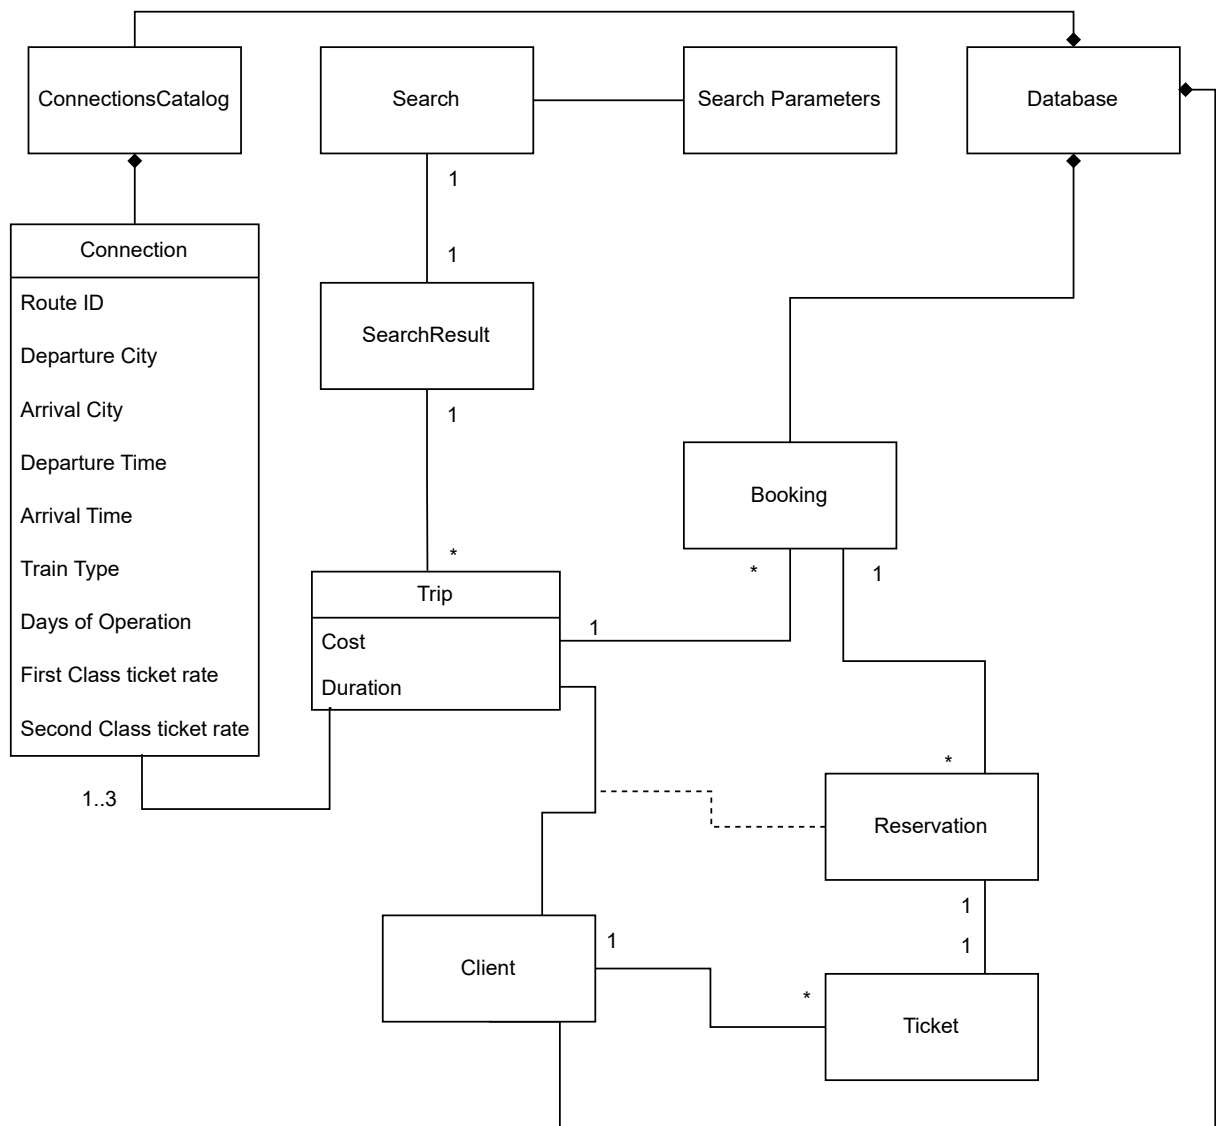 ConnectionsCatalog
Search
Search Parameters
Database
1
1
Connection
Route ID
Departure City
Arrival City
Departure Time
Arrival Time
Train Type
Days of Operation
First Class ticket rate
Second Class ticket rate
1..3
SearchResult
1
*
Trip
Cost
Duration
Booking
*
1
1
*
Reservation
1
1
Client
1
*
Ticket